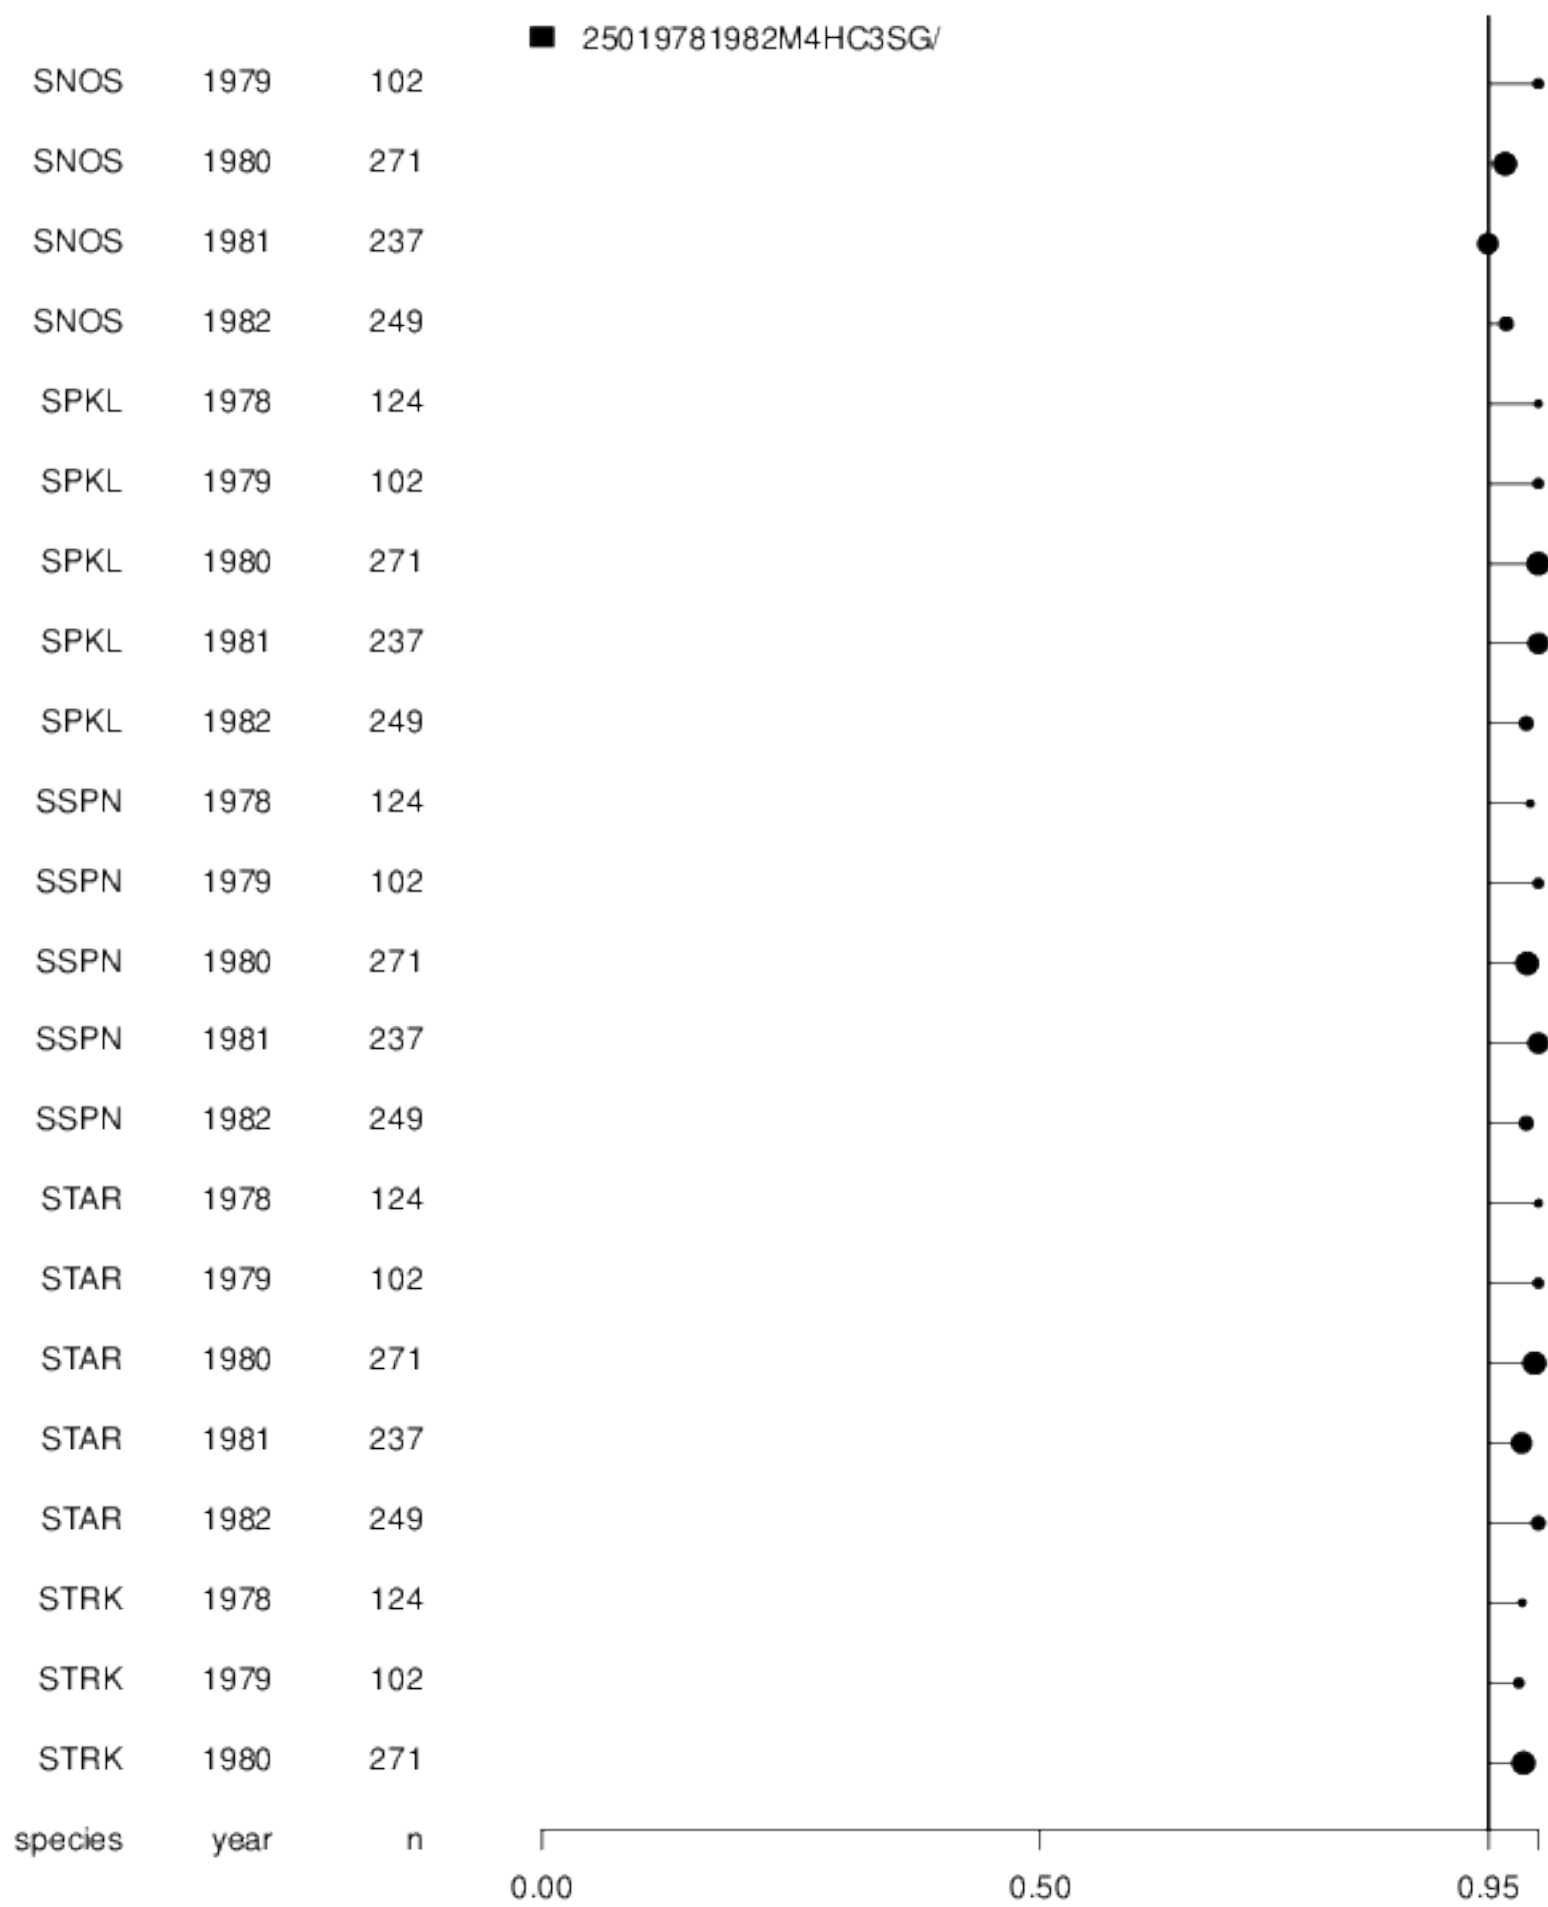 25019781982M4HC3SG/
SNOS 1979 102
SNOS 1980 271
SNOS 1981 237
SNOS 1982 249
SPKL 1978 124
SPKL 1979 102
SPKL 1980 271
SPKL 1981 237
SPKL 1982 249
SSPN 1978 124
SSPN 1979 102
SSPN 1980 271
SSPN 1981 237
SSPN 1982 249
STAR 1978 124
STAR 1979 102
STAR 1980 271
STAR 1981 237
STAR 1982 249
STRK 1978 124
STRK 1979 102
STRK 1980 271
species year n
0.00 0.50 0.95